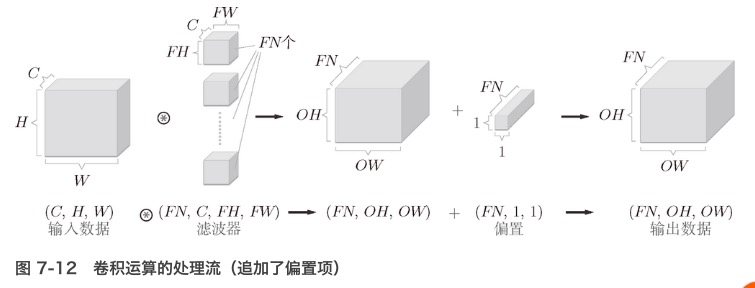 C
FW
FH
FN个
C
H
W
⊛
FN
OH
OW
+
FN
1
1
FN
OH
OW
(C, H, W) ⊛ (FN, C, FH, FW) → (FN, OH, OW) + (FN, 1, 1) → (FN, OH, OW)
输入数据 滤波器 偏置 输出数据
图 7-12 卷积运算的处理流（追加了偏置项）